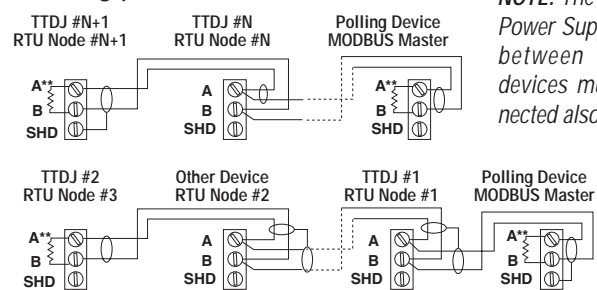 NOTE: The
TTDJ #N+1
RTU Node #N+1
TTDJ #N
RTU Node #N
Polling Device
MODBUS Master
Power Sup
between
devices mu
nected also
A**
B
SHD
A
B
SHD
A**
B
SHD
TTDJ #2
RTU Node #3
Other Device
RTU Node #2
TTDJ #1
RTU Node #1
Polling Device
MODBUS Master
A**
B
SHD
A
B
SHD
A
B
SHD
A**
B
SHD